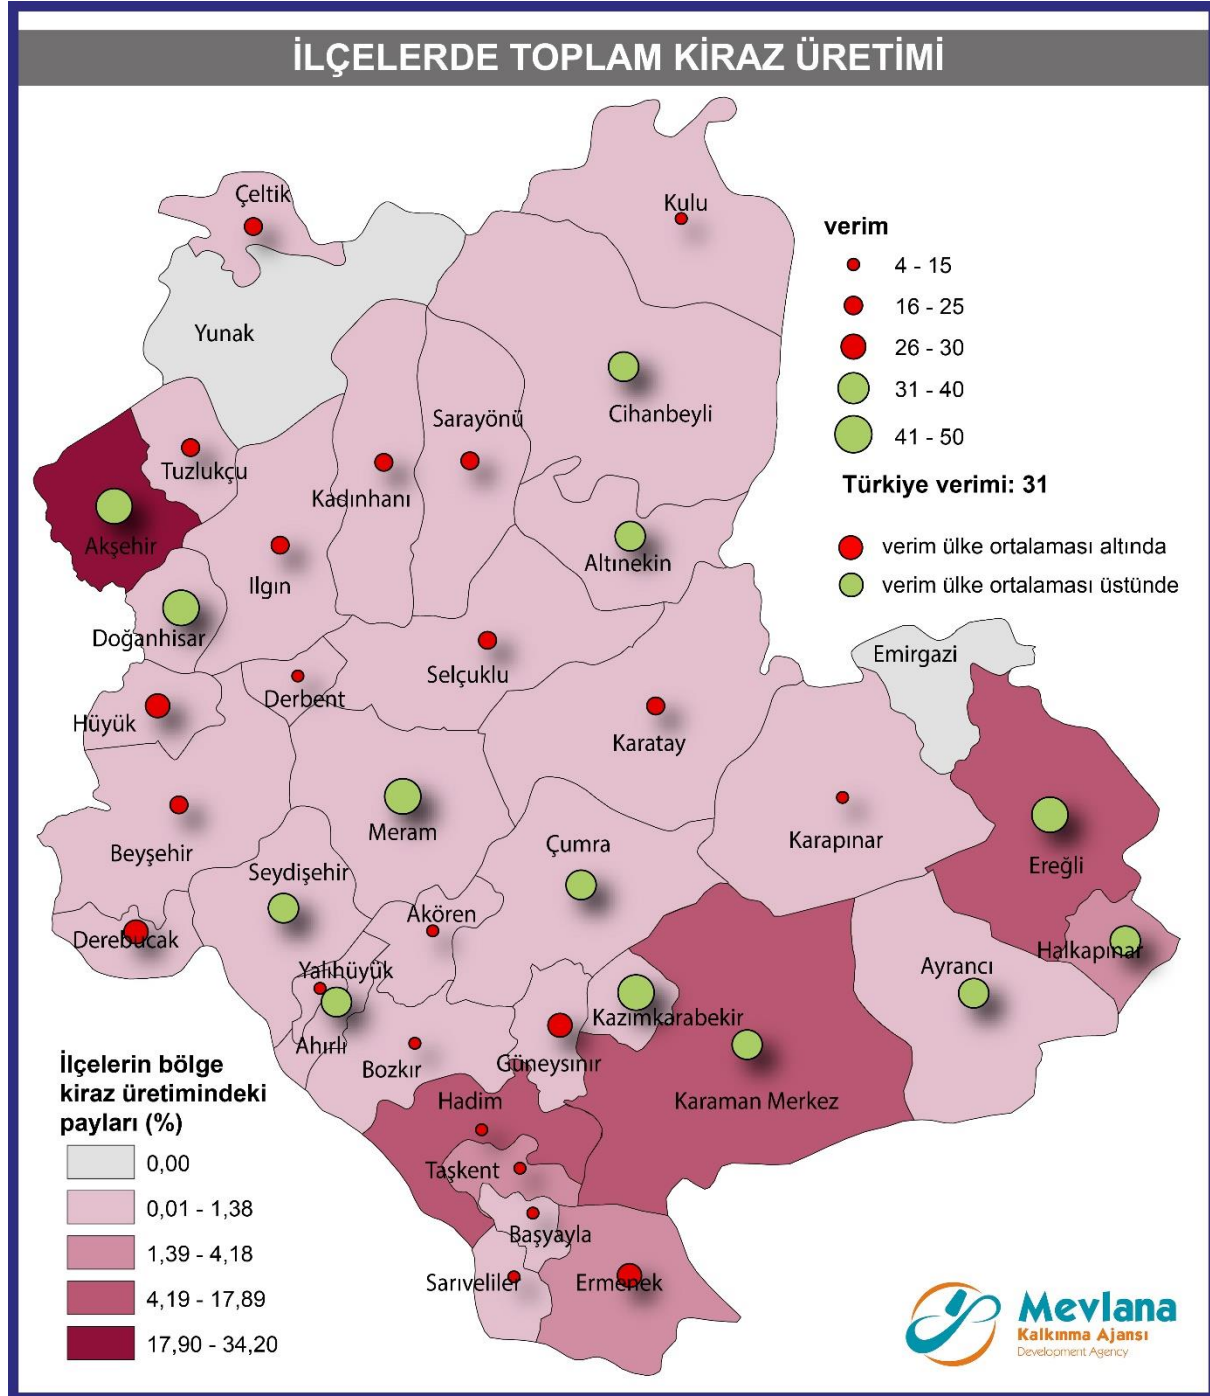 İLÇELERDE TOPLAM KİRAZ ÜRETİMİ
Çeltik
Kulu
verim
4 - 15
16 - 25
26 - 30
31 - 40
41 - 50
Türkiye verimi: 31
verim ülke ortalaması altında
verim ülke ortalaması üstünde
Yunak
Cihanbeyli
Sarayönü
Tuzlukçu
Kadınhanı
Akşehir
Altınekin
Ilgın
Doğanhisar
Emirgazi
Selçuklu
Derbent
Hüyük
Karatay
Meram
Karapınar
Çumra
Beyşehir
Ereğli
Seydişehir
Akören
Derebucak
Halkapınar
Yalıhüyük
Ayrancı
Kazımkarabekir
Ahırlı
Güneysınır
Bozkır
Hadim
Karaman Merkez
Taşkent
Başyayla
Sarıveliler
Ermenek
İlçelerin bölge
kiraz üretimindeki
payları (%)
0,00
0,01 - 1,38
1,39 - 4,18
4,19 - 17,89
17,90 - 34,20
Mevlana
Kalkınma Ajansı
Development Agency